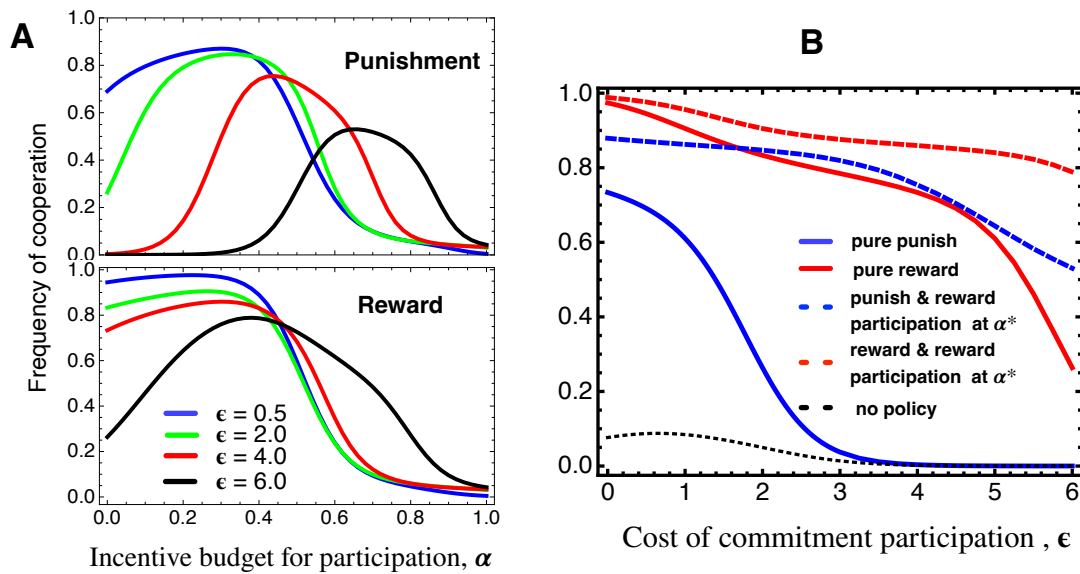 A
B
Frequency of cooperation
1.0
0.8
0.6
0.4
0.2
0.0
Punishment
1.0
0.8
0.6
0.4
0.2
0.0
Reward
ϵ = 0.5
ϵ = 2.0
ϵ = 4.0
ϵ = 6.0
0.0 0.2 0.4 0.6 0.8 1.0
Incentive budget for participation, α
1.0
0.8
0.6
0.4
0.2
0.0
pure punish
pure reward
punish & reward
participation at α*
reward & reward
participation at α*
no policy
0 1 2 3 4 5 6
Cost of commitment participation , ϵ